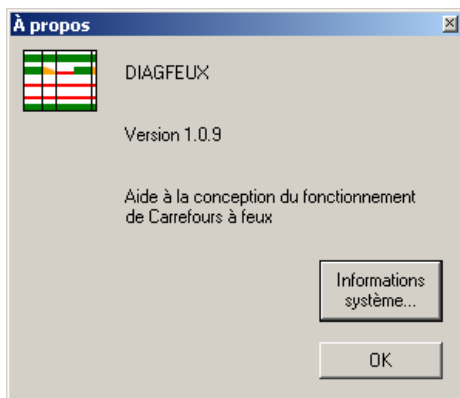 À propos
DIAGFEUX
Version 1.0.9
Aide à la conception du fonctionnement
de Carrefours à feux
Informations
système...
OK